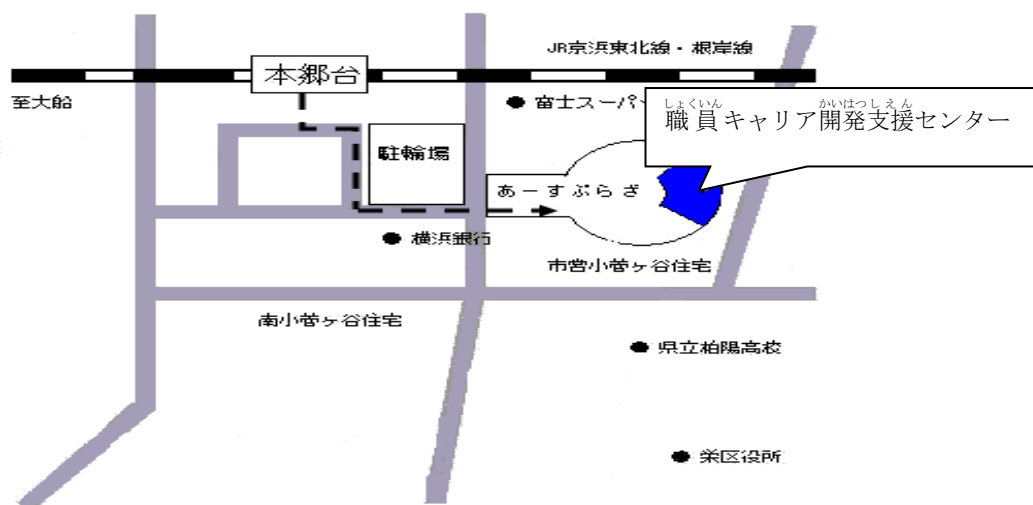 JR京浜東北線・根岸線
本郷台
至大船
富士スーパー
しょくいん かいはつしえん
職員キャリア開発支援センター
駐輪場
あーすぷらざ
横浜銀行
市営小菅ヶ谷住宅
南小菅ヶ谷住宅
県立柏陽高校
栄区役所